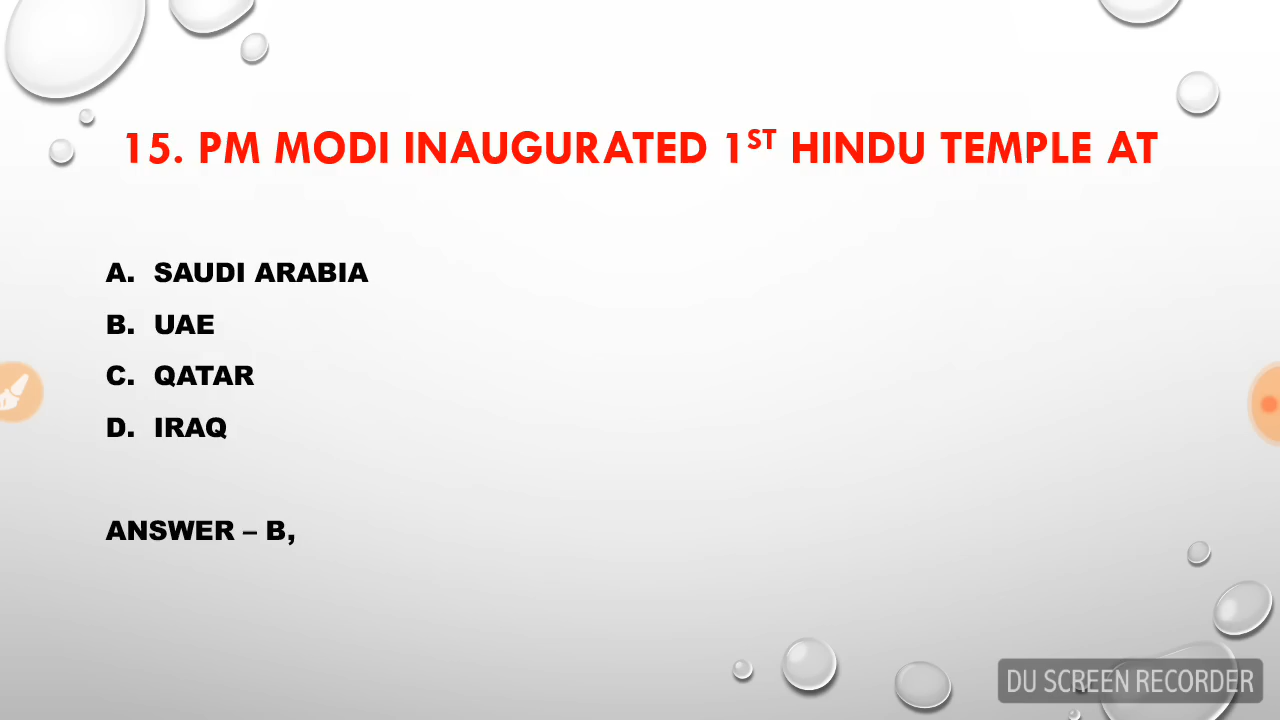 15. PM MODI INAUGURATED 1ST HINDU TEMPLE AT
A. SAUDI ARABIA
B. UAE
C. QATAR
D. IRAQ
ANSWER – B,
DU SCREEN RECORDER